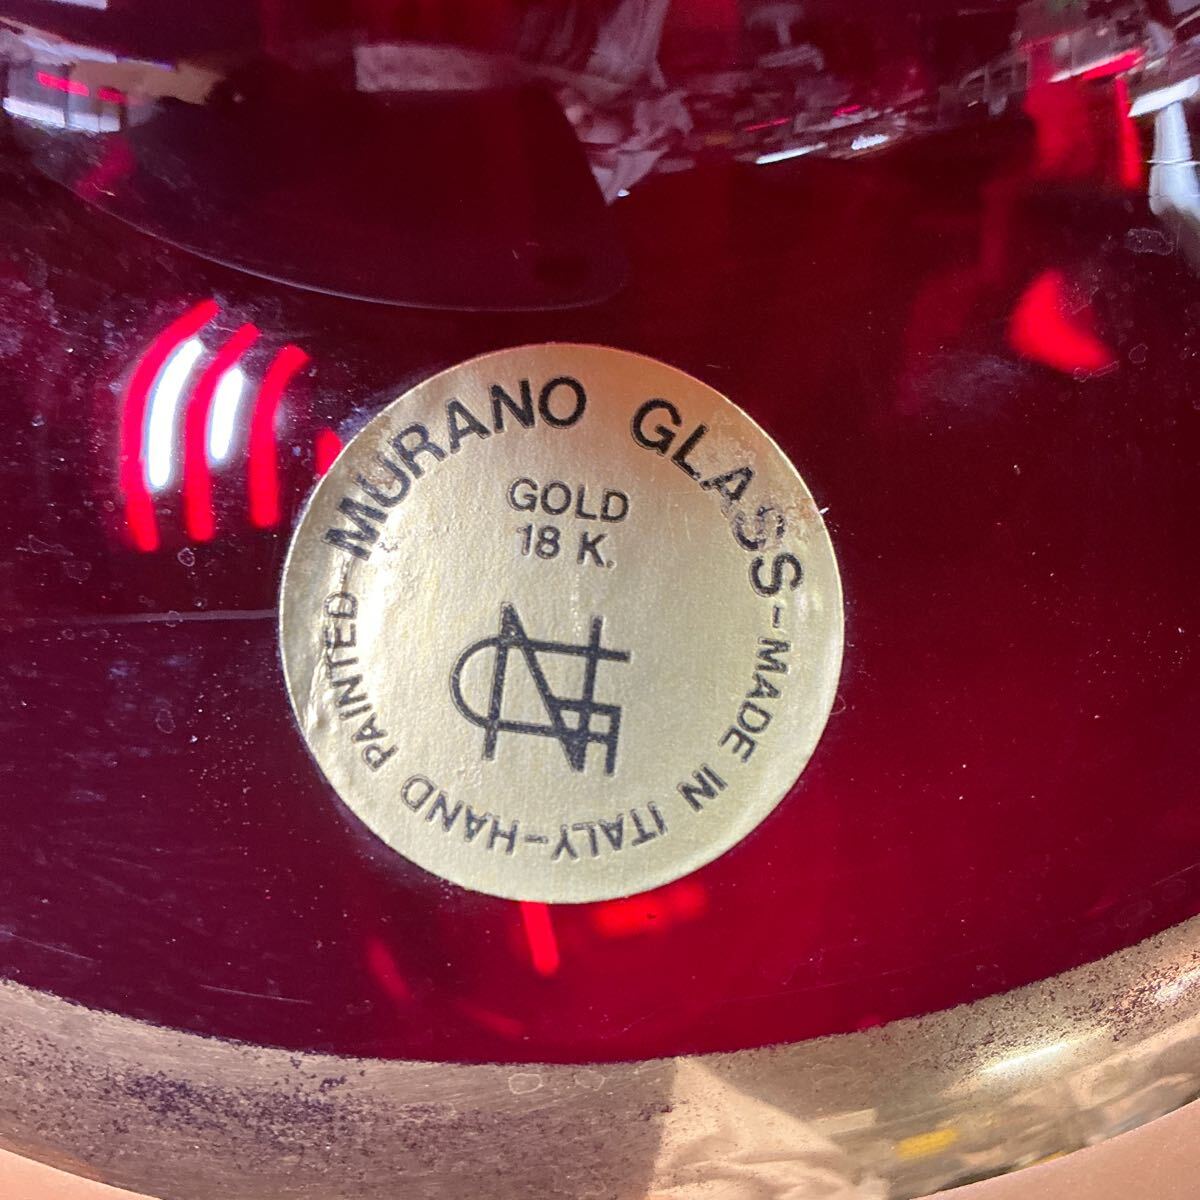 MURANO GLASS-MADE IN ITALY-HAND PAINTED-
GOLD
18 K.